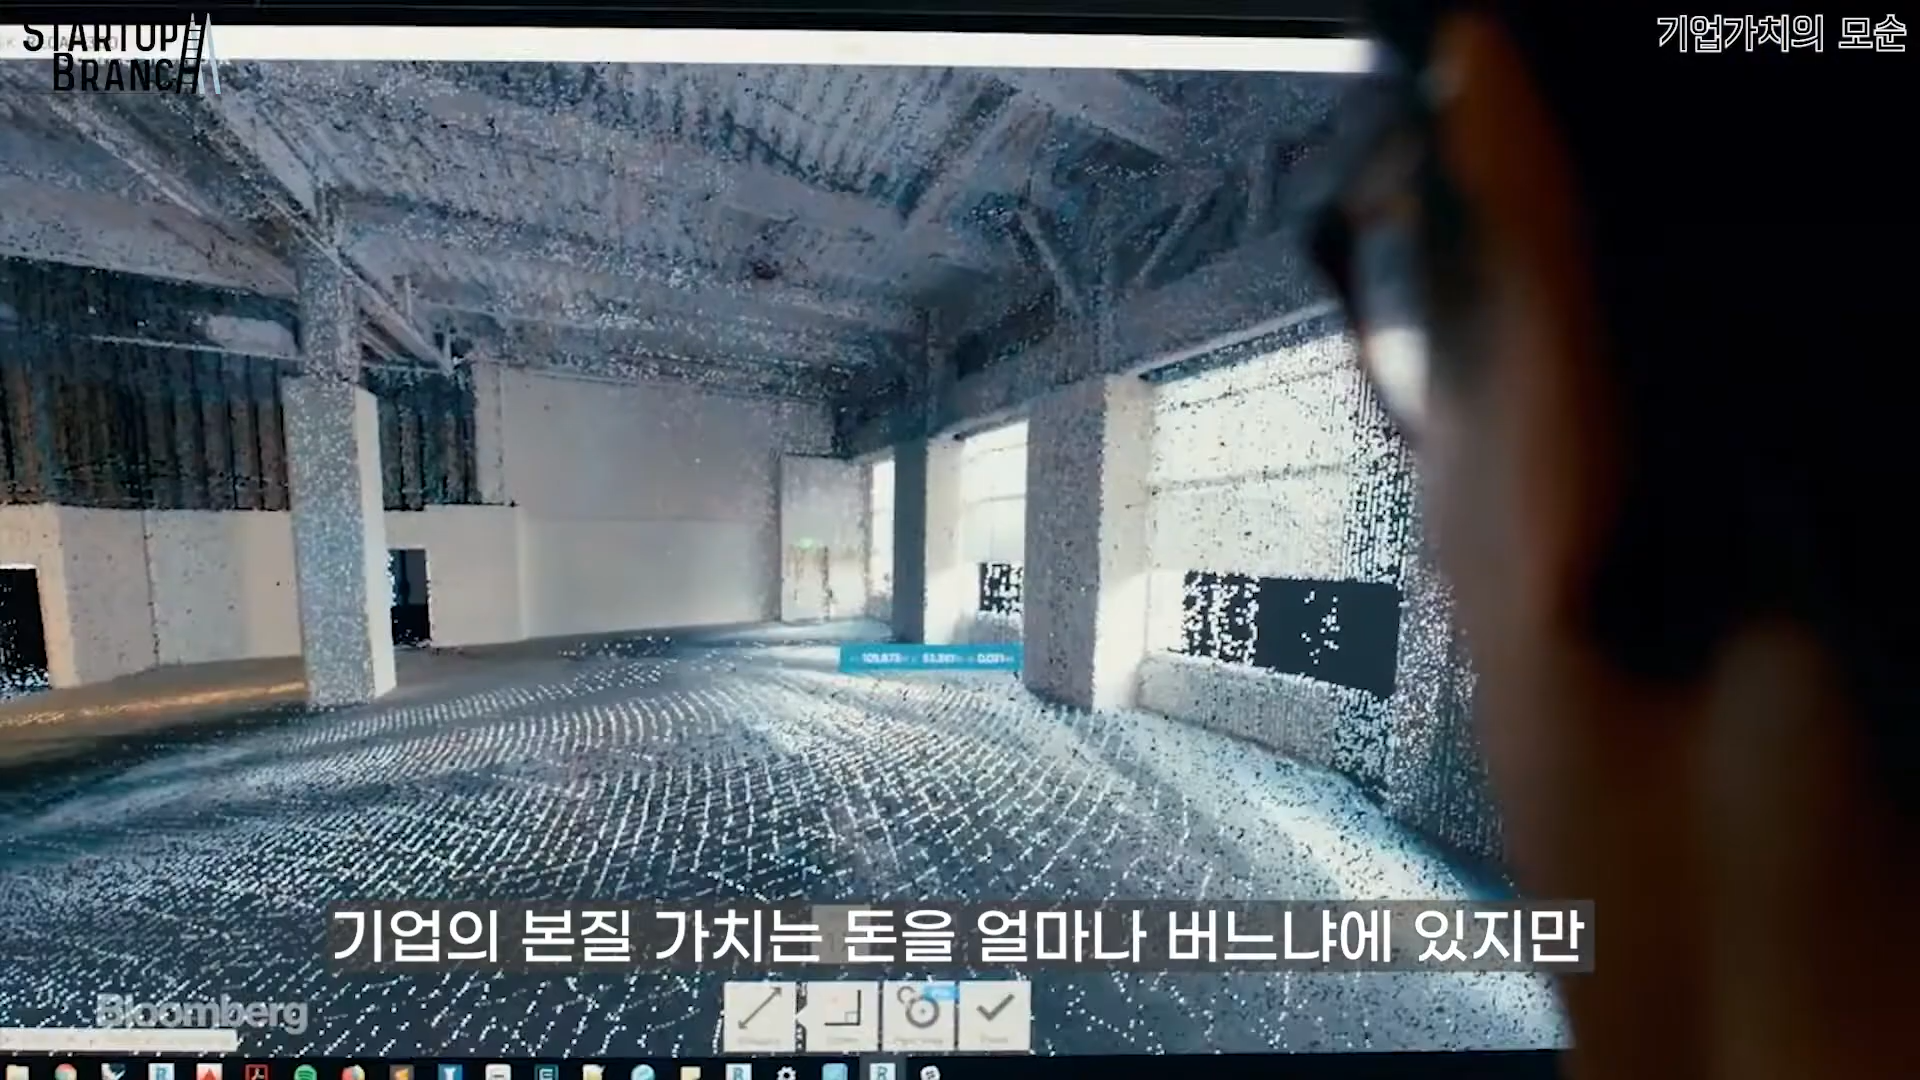 STARTUP
BRANCH
기업가치의 모순
기업의 본질 가치는 돈을 얼마나 버느냐에 있지만
Bloomberg